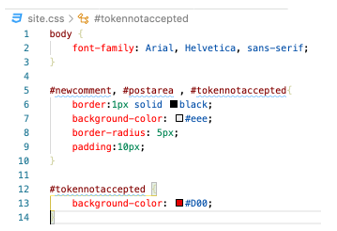 site.css > #tokennotaccepted
1 body {
2 font-family: Arial, Helvetica, sans-serif;
3 }
4
5 #newcomment, #postarea , #tokennotaccepted{
6 border:1px solid black;
7 background-color: #eee;
8 border-radius: 5px;
9 padding:10px;
10 }
11
12 #tokennotaccepted {
13 background-color: #D00;
14